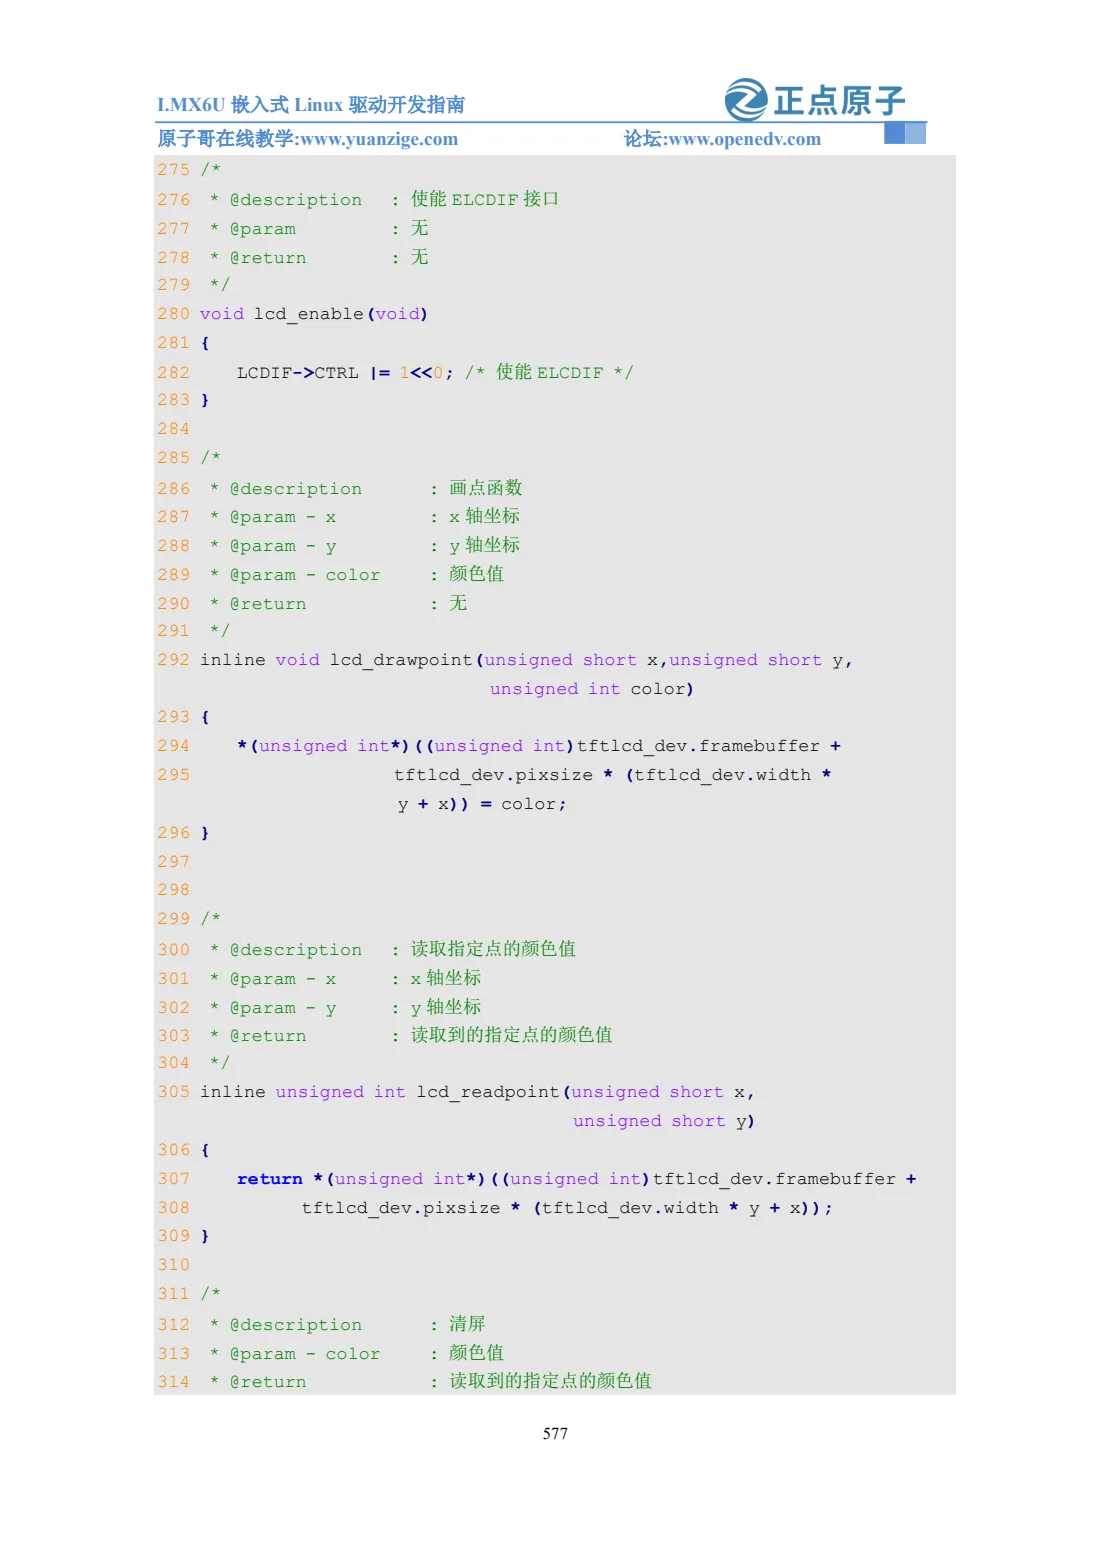 I.MX6U 嵌入式 Linux 驱动开发指南
正点原子
原子哥在线教学:www.yuanzige.com 论坛:www.openedv.com
275 /*
276  * @description   : 使能 ELCDIF 接口
277  * @param         : 无
278  * @return        : 无
279  */
280 void lcd_enable(void)
281 {
282    LCDIF->CTRL |= 1<<0; /* 使能 ELCDIF */
283 }
284
285 /*
286  * @description      : 画点函数
287  * @param - x        : x 轴坐标
288  * @param - y        : y 轴坐标
289  * @param - color    : 颜色值
290  * @return           : 无
291  */
292 inline void lcd_drawpoint(unsigned short x,unsigned short y,
unsigned int color)
293 {
294    *(unsigned int*)((unsigned int)tftlcd_dev.framebuffer +
295                   tftlcd_dev.pixsize * (tftlcd_dev.width *
y + x)) = color;
296 }
297
298
299 /*
300  * @description   : 读取指定点的颜色值
301  * @param - x     : x 轴坐标
302  * @param - y     : y 轴坐标
303  * @return        : 读取到的指定点的颜色值
304  */
305 inline unsigned int lcd_readpoint(unsigned short x,
unsigned short y)
306 {
307    return *(unsigned int*)((unsigned int)tftlcd_dev.framebuffer +
308          tftlcd_dev.pixsize * (tftlcd_dev.width * y + x));
309 }
310
311 /*
312  * @description      : 清屏
313  * @param - color    : 颜色值
314  * @return           : 读取到的指定点的颜色值
577